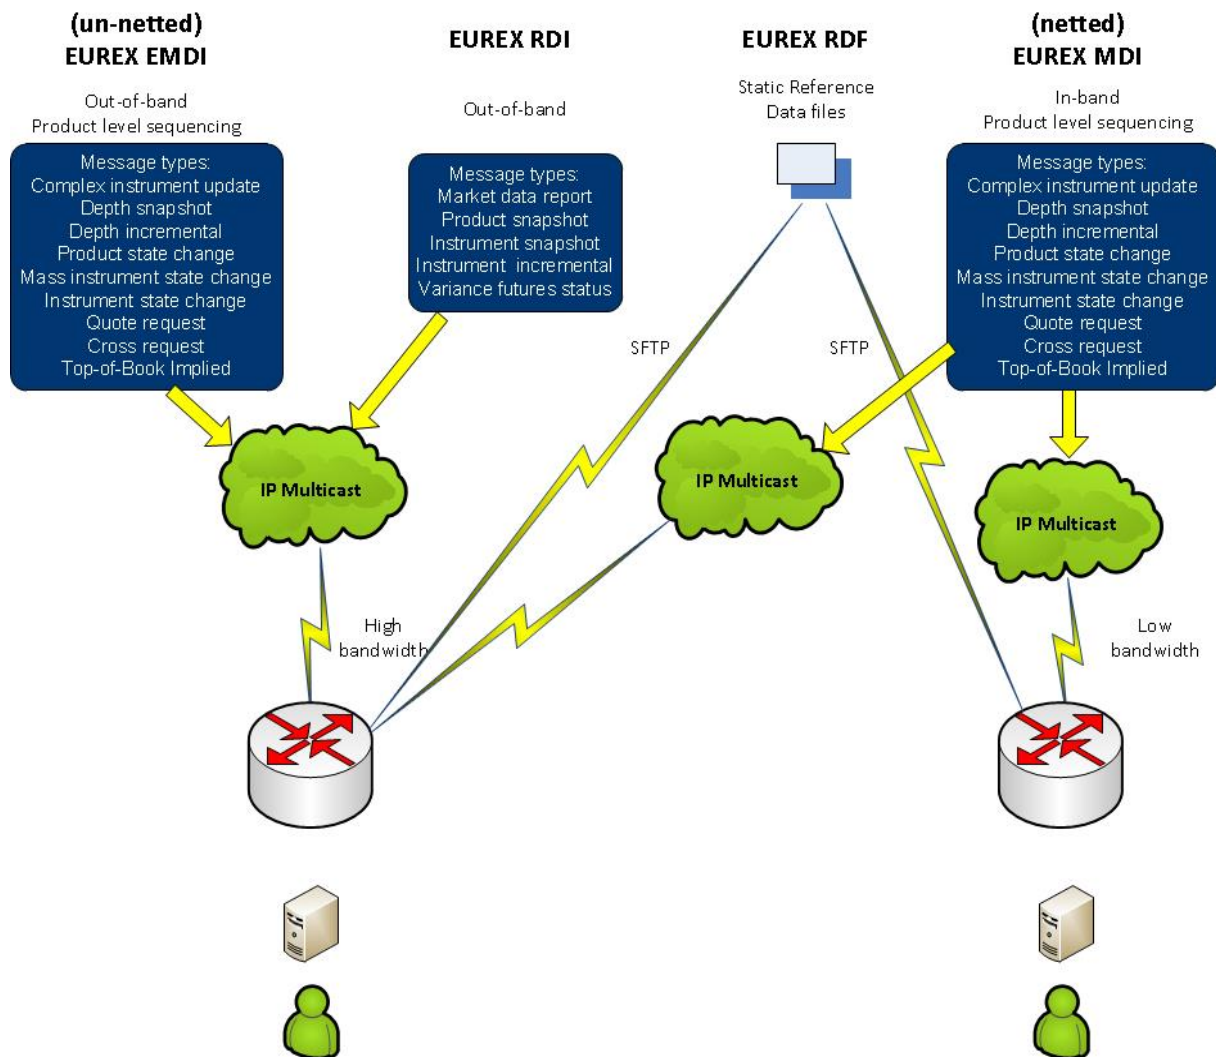 (un-netted)
EUREX EMDI
Out-of-band
Product level sequencing
Message types:
Complex instrument update
Depth snapshot
Depth incremental
Product state change
Mass instrument state change
Instrument state change
Quote request
Cross request
Top-of-Book Implied
EUREX RDI
Out-of-band
Message types:
Market data report
Product snapshot
Instrument snapshot
Instrument incremental
Variance futures status
EUREX RDF
Static Reference
Data files
(netted)
EUREX MDI
In-band
Product level sequencing
Message types:
Complex instrument update
Depth snapshot
Depth incremental
Product state change
Mass instrument state change
Instrument state change
Quote request
Cross request
Top-of-Book Implied
SFTP
SFTP
IP Multicast
IP Multicast
IP Multicast
High
bandwidth
Low
bandwidth